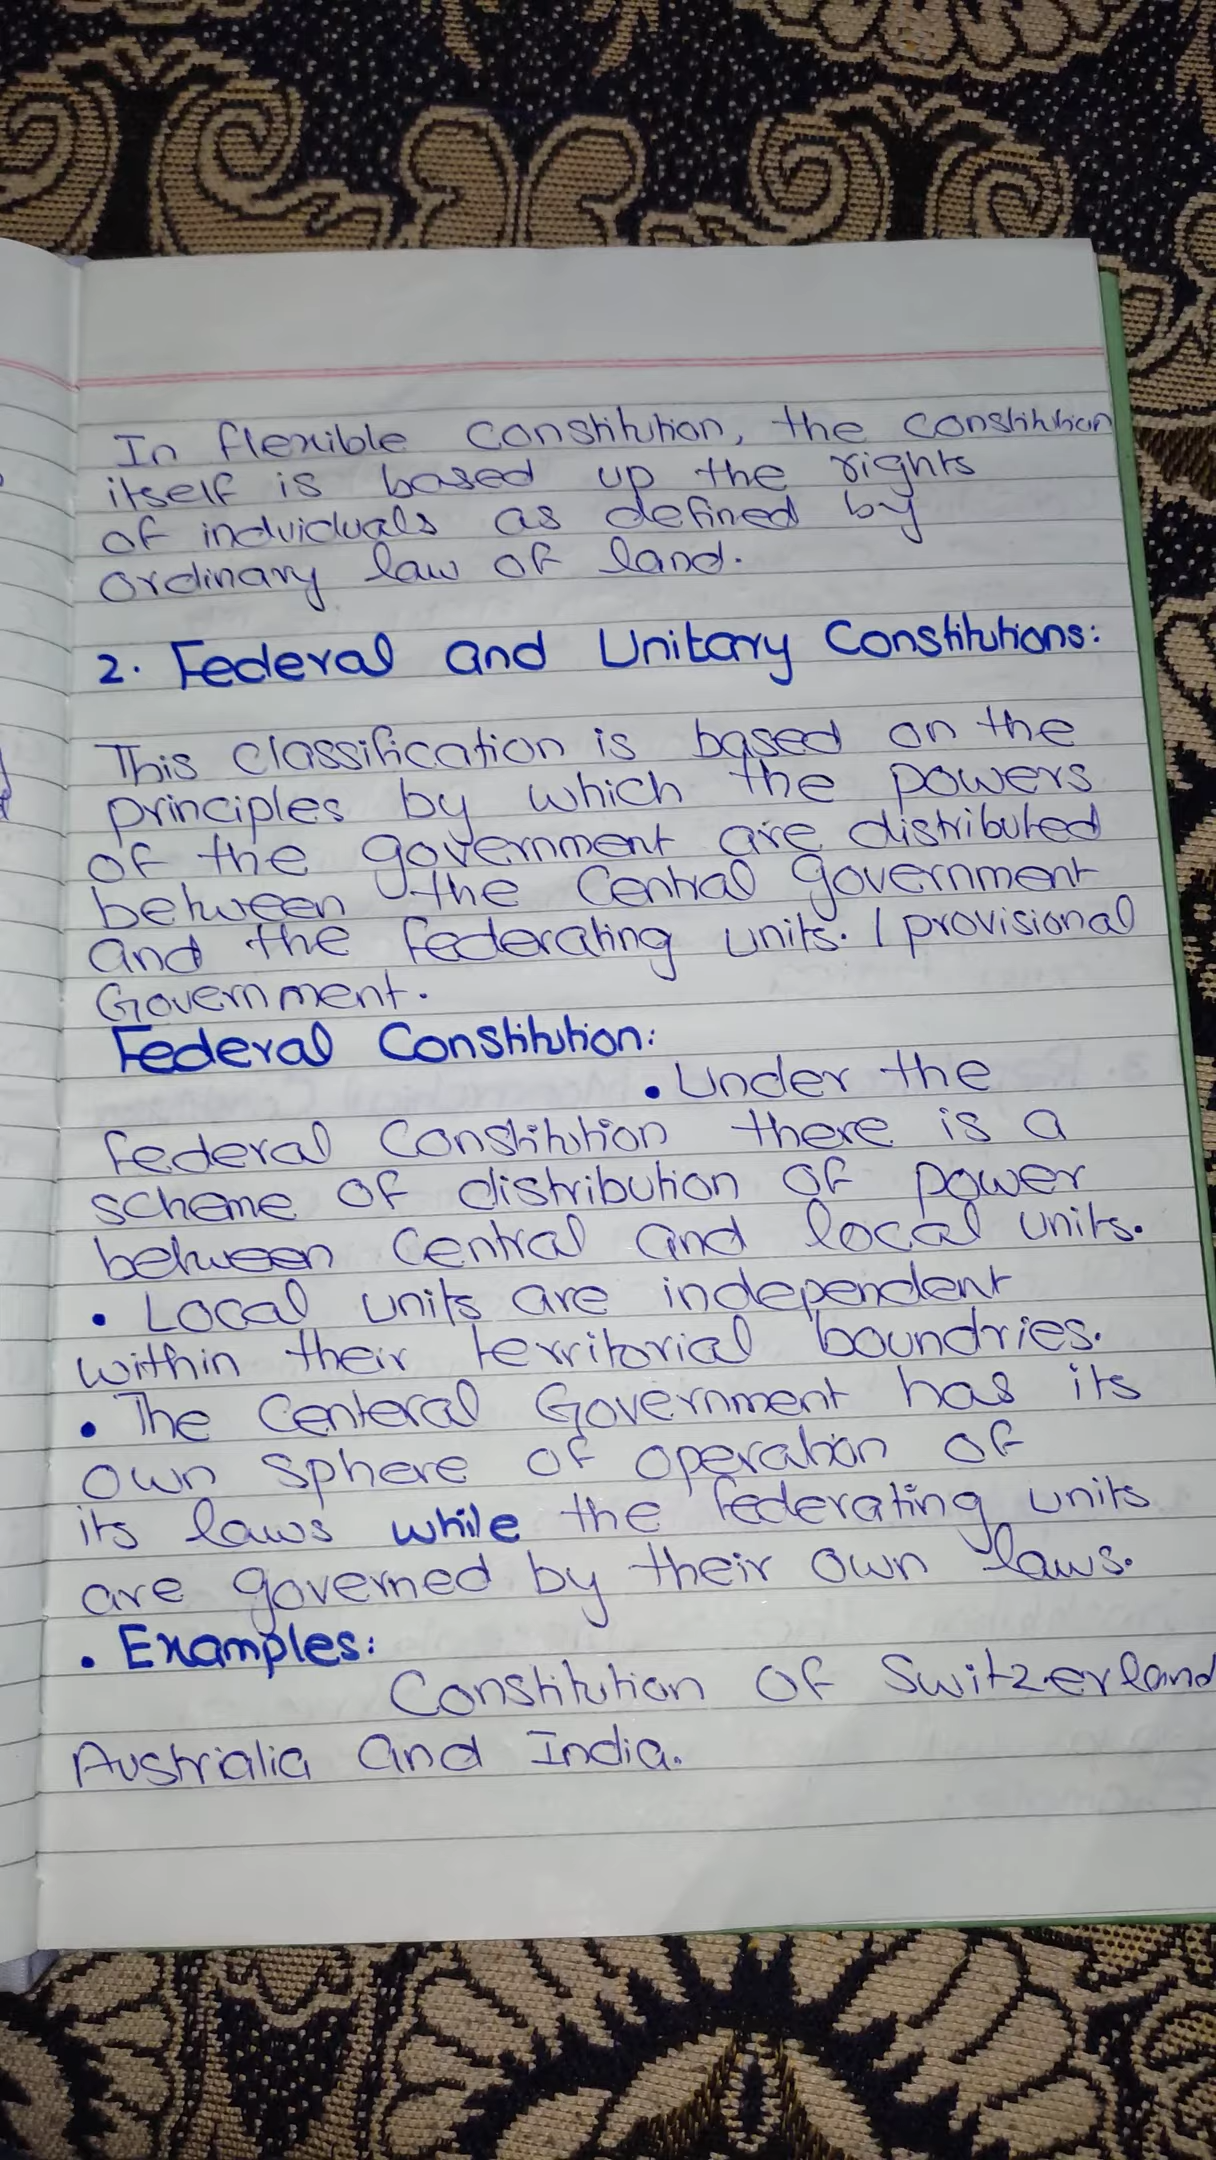 In flexible Constitution, the Constitution
itself is based up the rights
of individuals as defined by
Ordinary law of land.
2. Federal and Unitary Constitutions:
This classification is based on the
principles by which the powers
of the government are distributed
between the Central government
and the federating units. / provisional
Government.
Federal Constitution:
• Under the
federal Constitution there is a
scheme of distribution of power
between Central and local units.
• Local units are independent
within their territorial boundries.
• The Centeral Government has its
own sphere of operation of
its laws while the federating units
are governed by their own laws.
• Examples:
Constitution of Switzerland
Austrialia and India.